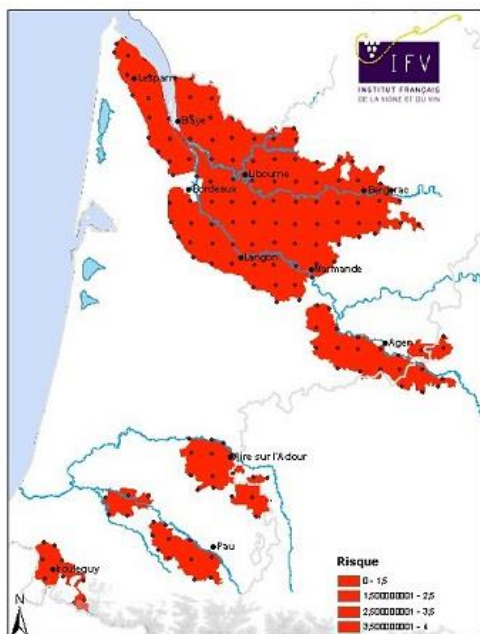 IFV
INSTITUT FRANÇAIS
DE LA VIGNE ET DU VIN
Lesparre
Blaye
Libourne
Bordeaux
Bergerac
Langon
Marmande
Agen
Aire sur l'Adour
Pau
Risque
0 - 1,5
1,500000001 - 2,5
2,500000001 - 3,5
3,500000001 - 4
N